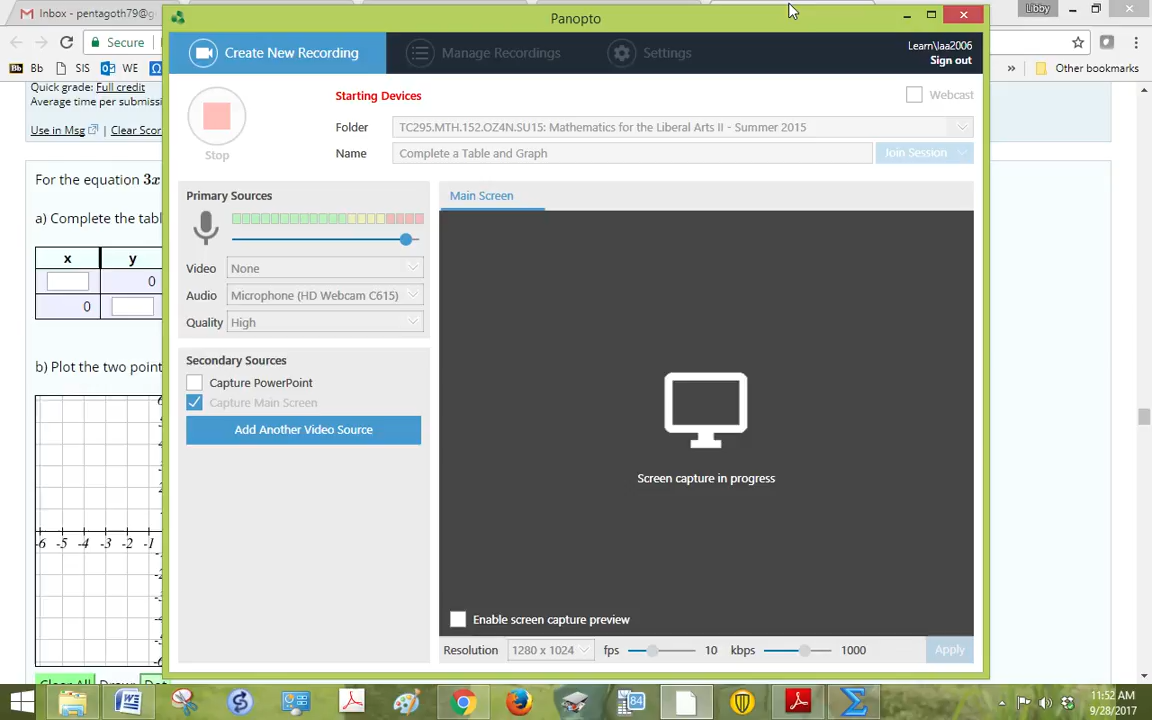 Inbox - pentagoth79@g
Libby
Panopto
Secure
Create New Recording
Manage Recordings
Settings
Learn\laa2006
Sign out
Bb
Bb
SIS
WE
»
Other bookmarks
Quick grade: Full credit
Average time per submissi
Use in Msg
Clear Scor
Stop
Starting Devices
Webcast
Folder
TC295.MTH.152.OZ4N.SU15: Mathematics for the Liberal Arts II - Summer 2015
Name
Complete a Table and Graph
Join Session
For the equation 3x
a) Complete the tabl
x y
0
0
b) Plot the two point
-6 -5 -4 -3 -2 -1
Clear All Draw: Dot
Primary Sources
Video
None
Audio
Microphone (HD Webcam C615)
Quality
High
Secondary Sources
Capture PowerPoint
Capture Main Screen
Add Another Video Source
Main Screen
Screen capture in progress
Enable screen capture preview
Resolution
1280 x 1024
fps
10
kbps
1000
Apply
84
11:52 AM
9/28/2017